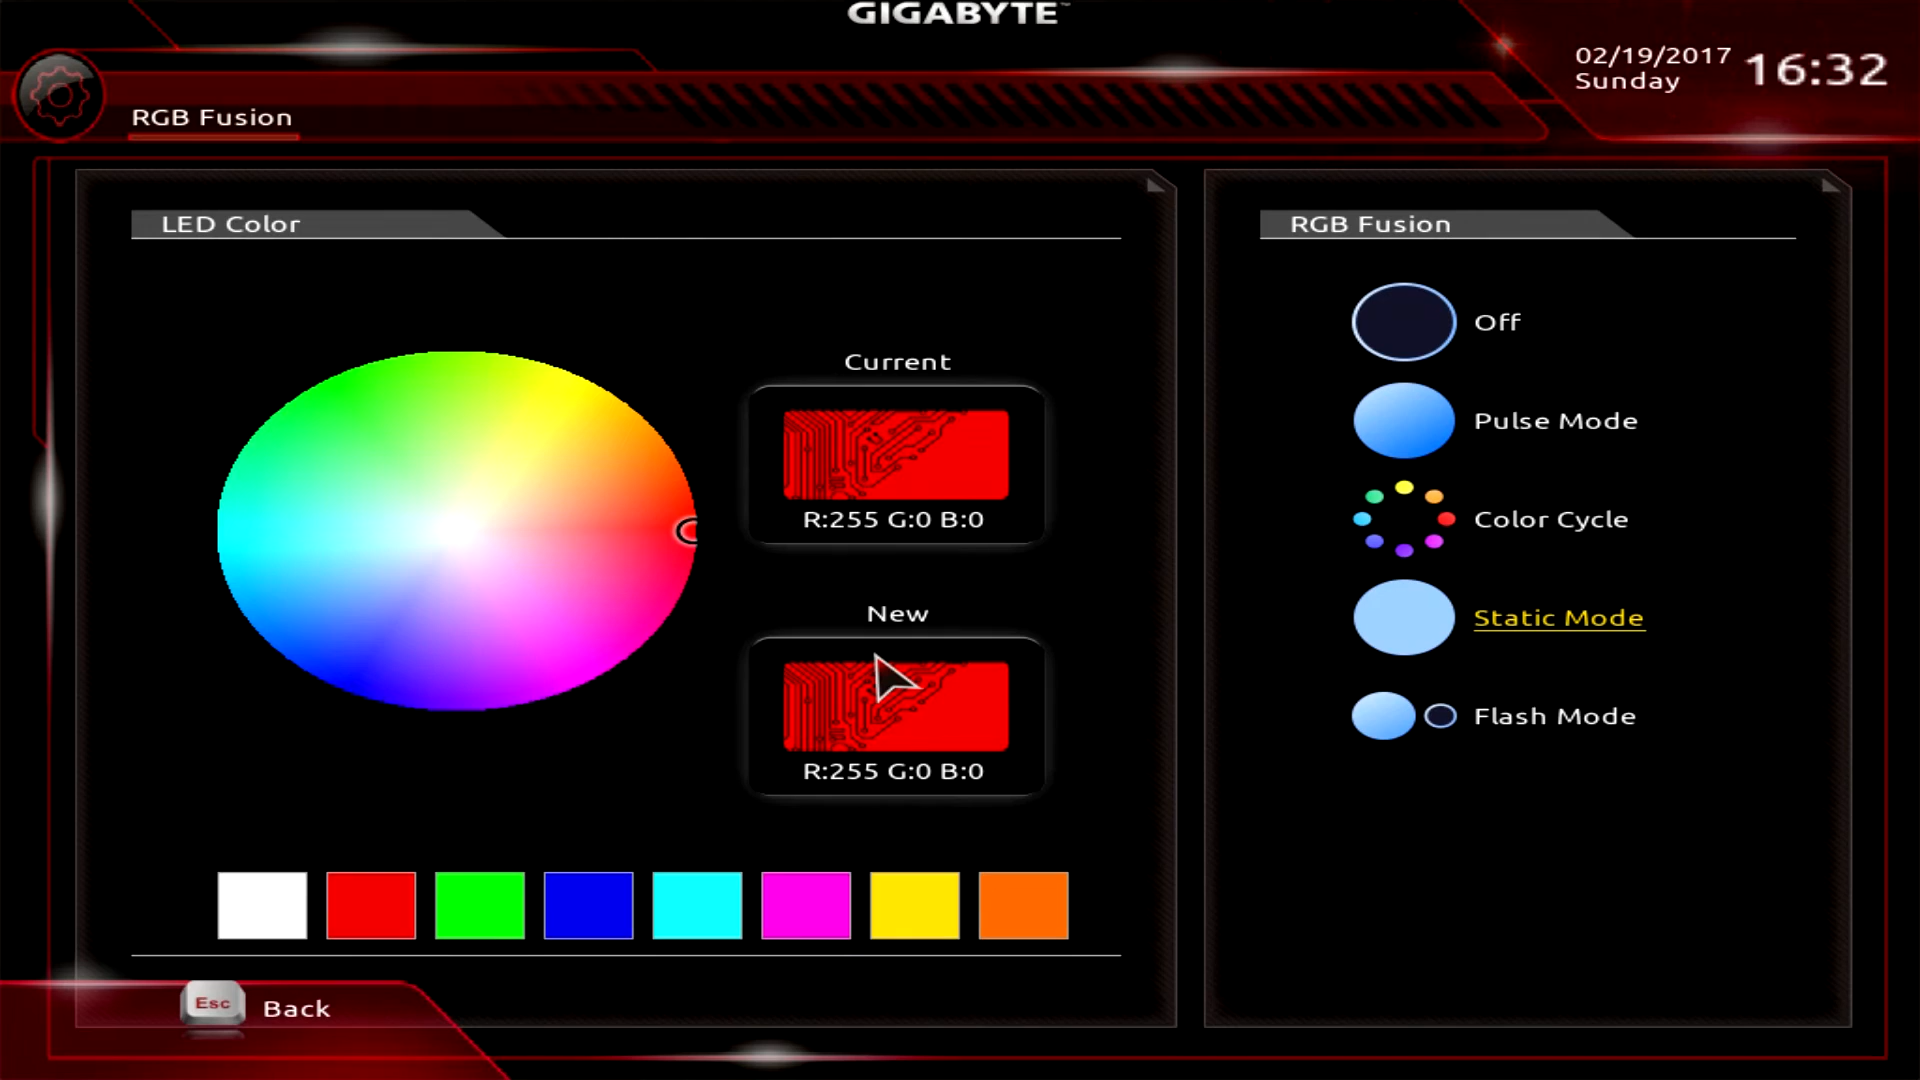 GIGABYTE™
02/19/2017
Sunday
16:32
RGB Fusion
LED Color
Current
R:255 G:0 B:0
New
R:255 G:0 B:0
RGB Fusion
Off
Pulse Mode
Color Cycle
Static Mode
Flash Mode
Esc Back